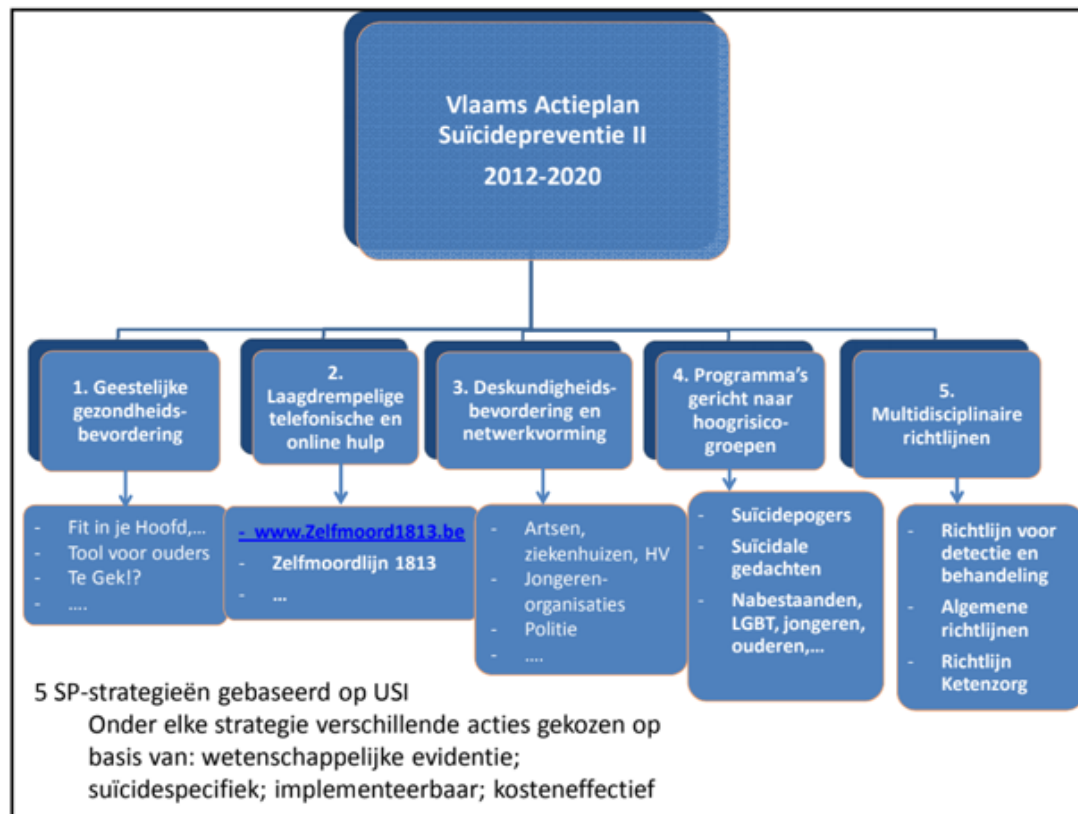 Vlaams Actieplan
Suïcidepreventie II
2012-2020
1. Geestelijke
gezondheids-
bevordering
2.
Laagdrempelige
telefonische en
online hulp
3. Deskundigheids-
bevordering en
netwerkvorming
4. Programma's
gericht naar
hoogrisico-
groepen
5.
Multidisciplinaire
richtlijnen
- Fit in je Hoofd,...
- Tool voor ouders
- Te Gek!?
- ....
- www.Zelfmoord1813.be
- Zelfmoordlijn 1813
- ...
- Artsen,
ziekenhuizen, HV
- Jongeren-
organisaties
- Politie
- ....
- Suïcidepogers
- Suïcidale
gedachten
- Nabestaanden,
LGBT, jongeren,
ouderen,...
- Richtlijn voor
detectie en
behandeling
- Algemene
richtlijnen
- Richtlijn
Ketenzorg
5 SP-strategieën gebaseerd op USI
Onder elke strategie verschillende acties gekozen op
basis van: wetenschappelijke evidentie;
suïcidespecifiek; implementeerbaar; kosteneffectief